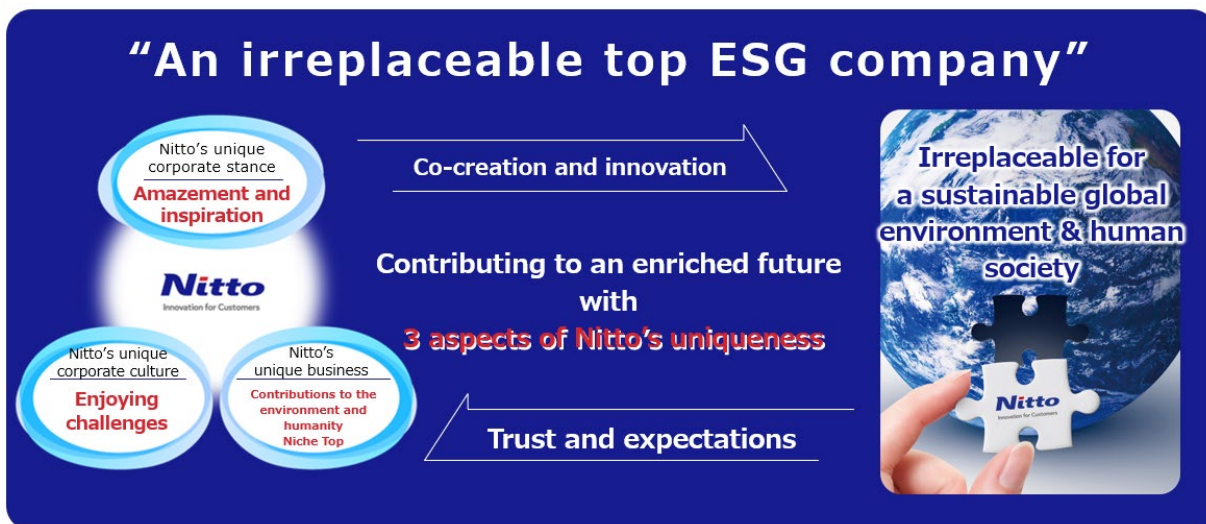 “An irreplaceable top ESG company”
Nitto’s unique
corporate stance
Amazement and
inspiration
Nitto
Innovation for Customers
Nitto’s unique
corporate culture
Enjoying
challenges
Nitto’s
unique business
Contributions to the
environment and
humanity
Niche Top
Co-creation and innovation
Contributing to an enriched future
with
3 aspects of Nitto’s uniqueness
Trust and expectations
Irreplaceable for
a sustainable global
environment & human
society
Nitto
Innovation for Customers